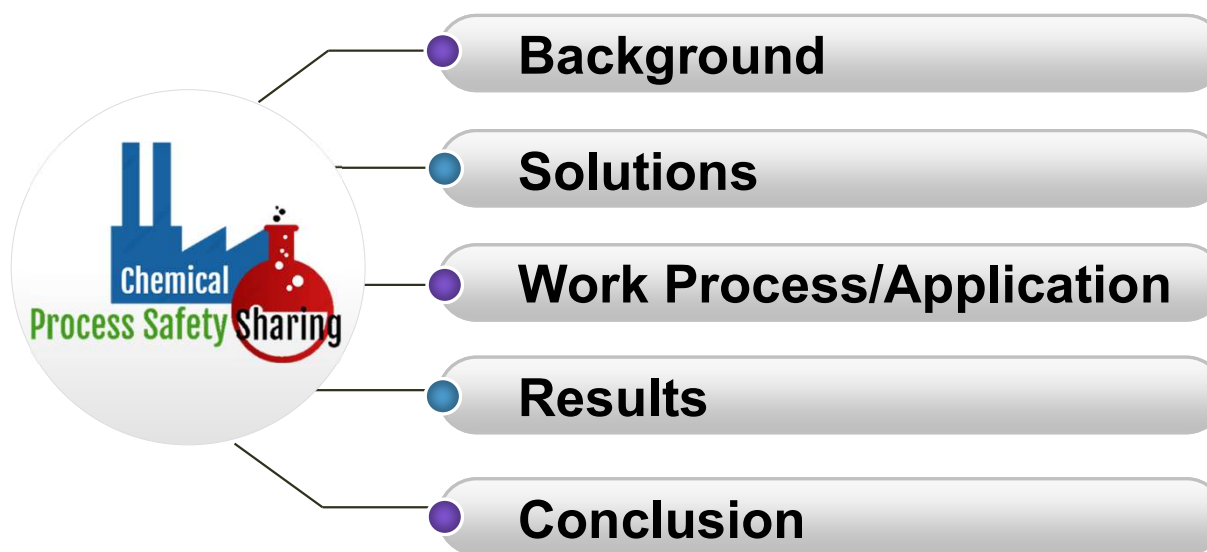 Chemical
Process Safety Sharing
Background
Solutions
Work Process/Application
Results
Conclusion